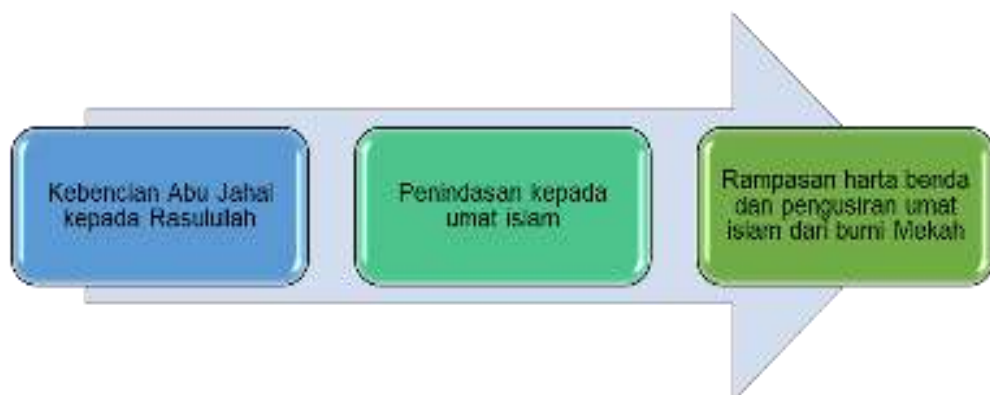 Kebencian Abu Jahal
kepada Rasulullah
Penindasan kepada
umat islam
Rampasan harta benda
dan pengusiran umat
islam dari bumi Mekah